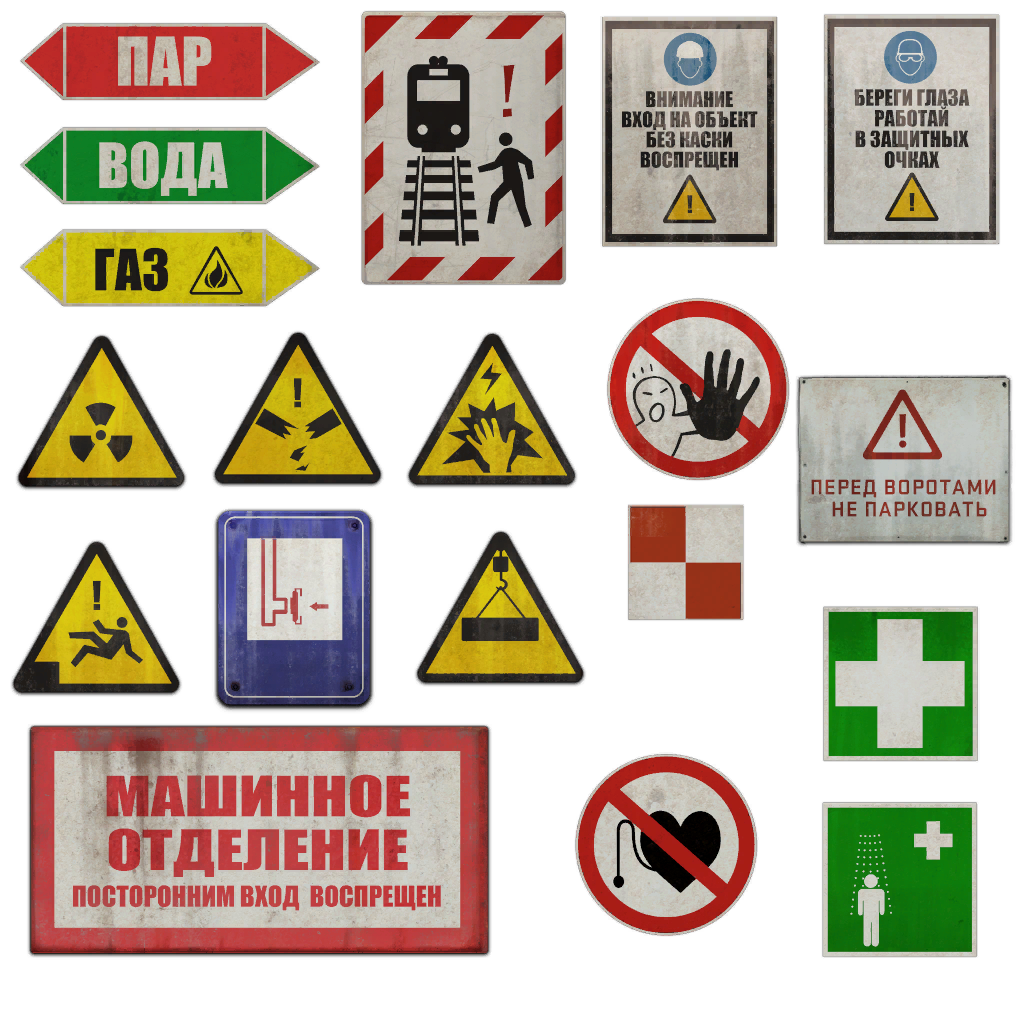 ПАР
ВОДА
ГАЗ
!
ВНИМАНИЕ
ВХОД НА ОБЪЕКТ
БЕЗ КАСКИ
ВОСПРЕЩЕН
!
БЕРЕГИ ГЛАЗА
РАБОТАЙ
В ЗАЩИТНЫХ
ОЧКАХ
!
!
!
ПЕРЕД ВОРОТАМИ
НЕ ПАРКОВАТЬ
!
МАШИННОЕ
ОТДЕЛЕНИЕ
ПОСТОРОННИМ ВХОД ВОСПРЕЩЕН